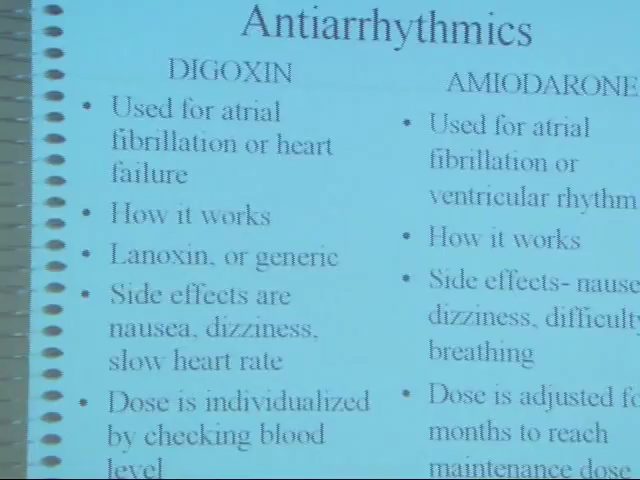 Antiarrhythmics
DIGOXIN
• Used for atrial
fibrillation or heart
failure
• How it works
• Lanoxin, or generic
• Side effects are
nausea, dizziness,
slow heart rate
• Dose is individualized
by checking blood
level
AMIODARONE
• Used for atrial
fibrillation or
ventricular rhythm
• How it works
• Side effects- nause
dizziness, difficulty
breathing
• Dose is adjusted fo
months to reach
maintenance dose